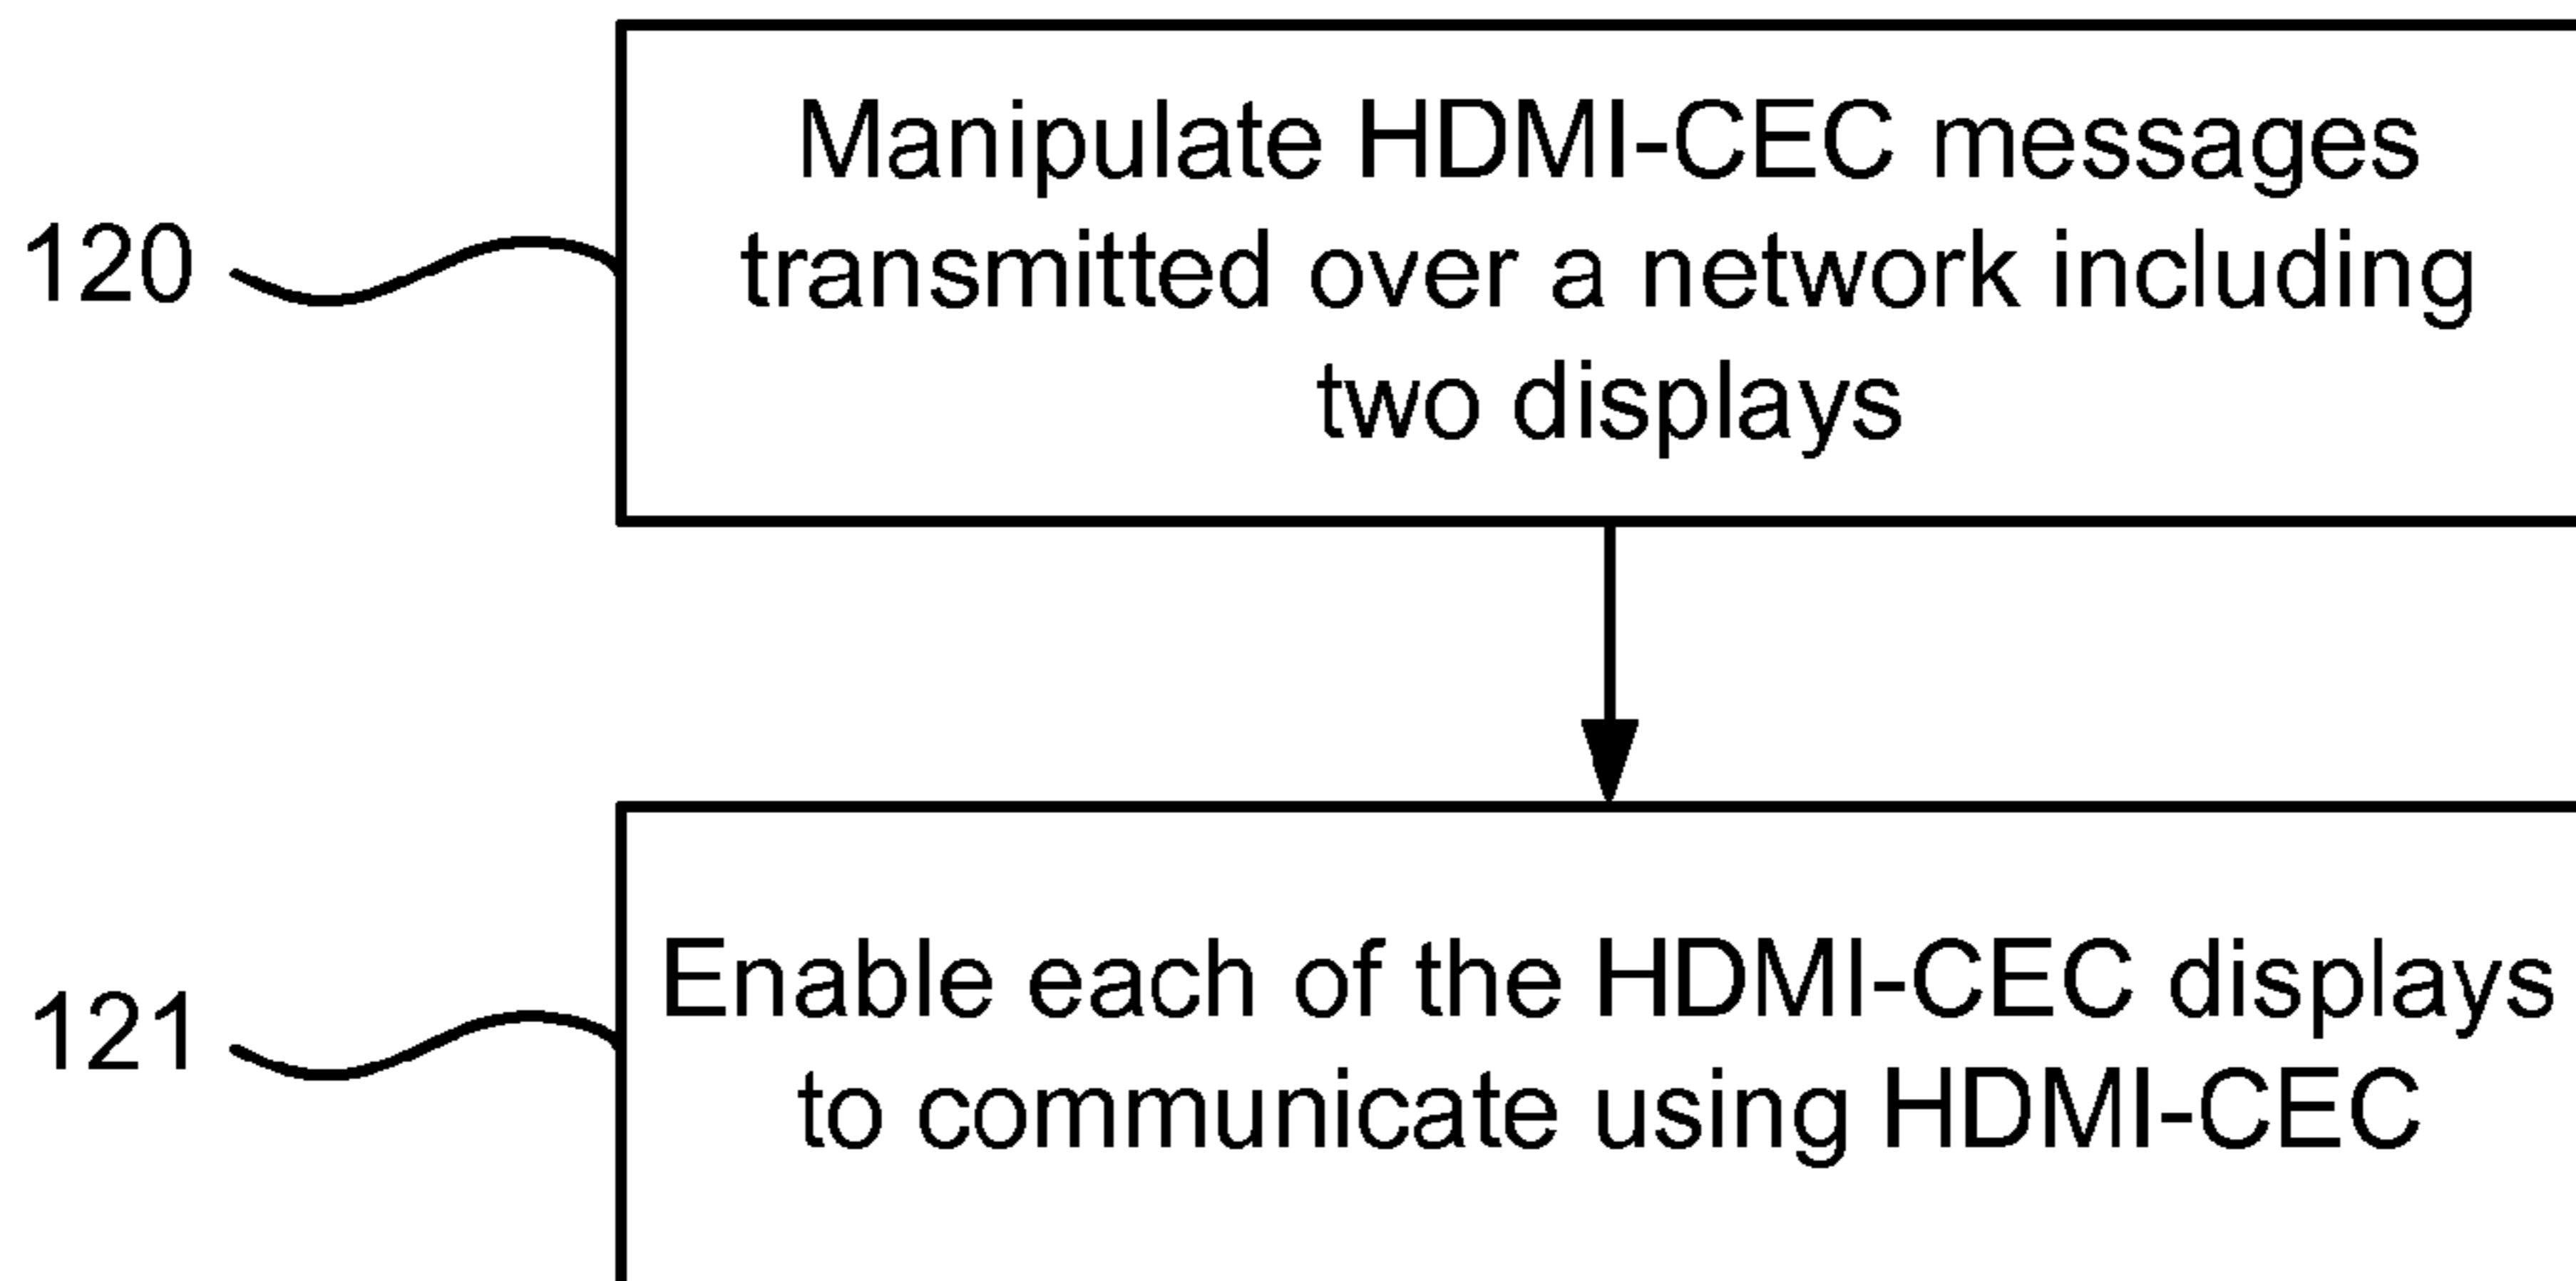 Manipulate HDMI-CEC messages
120
transmitted over a network including
two displays
Enable each of the HDMI-CEC displays
121
to communicate using HDMI-CEC